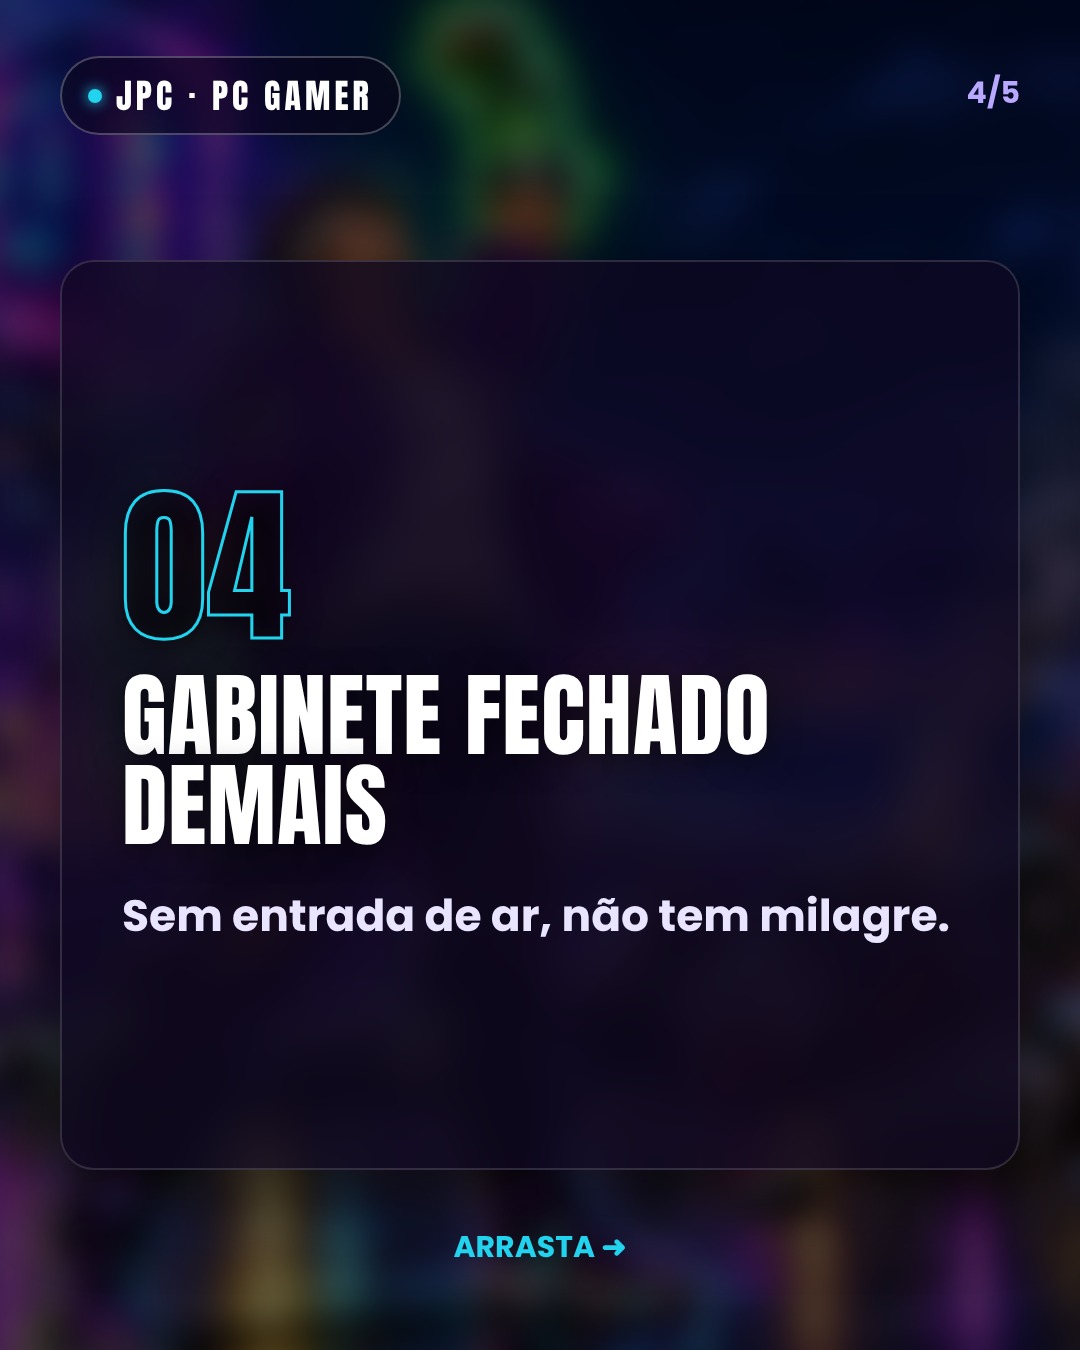 JPC · PC GAMER
4/5
04
GABINETE FECHADO
DEMAIS
Sem entrada de ar, não tem milagre.
ARRASTA ➜